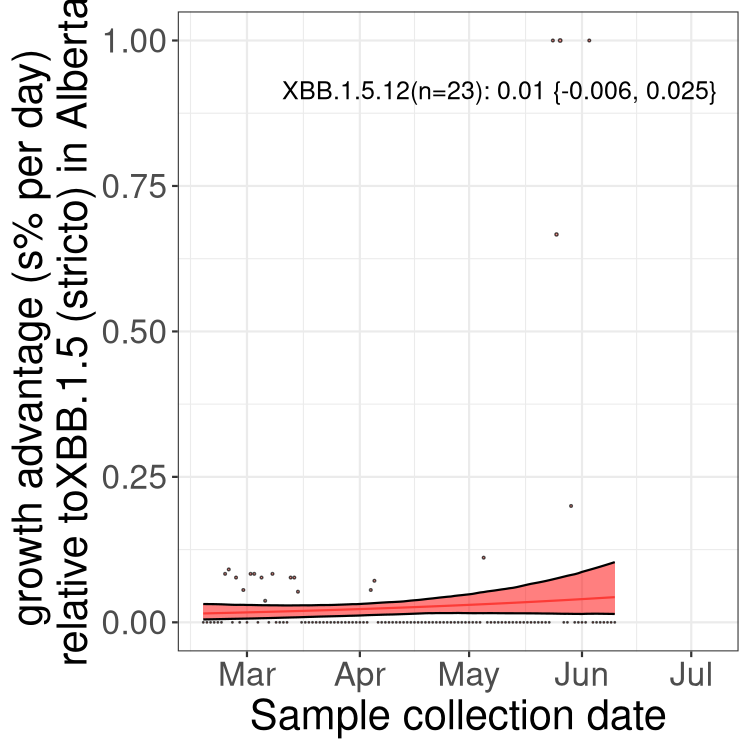 growth advantage (s% per day)
relative toXBB.1.5 (stricto) in Alberta
1.00
XBB.1.5.12(n=23): 0.01 {-0.006, 0.025}
0.75
0.50
0.25
0.00
Mar Apr May Jun Jul
Sample collection date